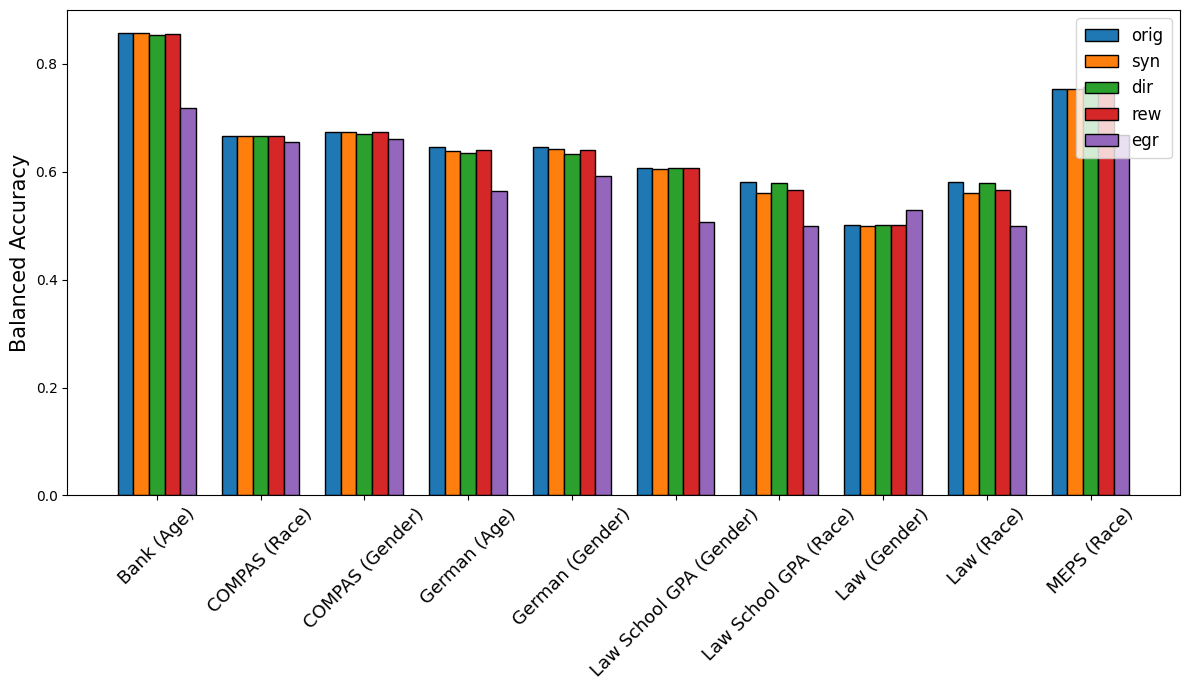 orig
syn
dir
rew
egr
Balanced Accuracy
0.8
0.6
0.4
0.2
0.0
Bank (Age)
COMPAS (Race)
COMPAS (Gender)
German (Age)
German (Gender)
Law School GPA (Gender)
Law School GPA (Race)
Law (Gender)
Law (Race)
MEPS (Race)